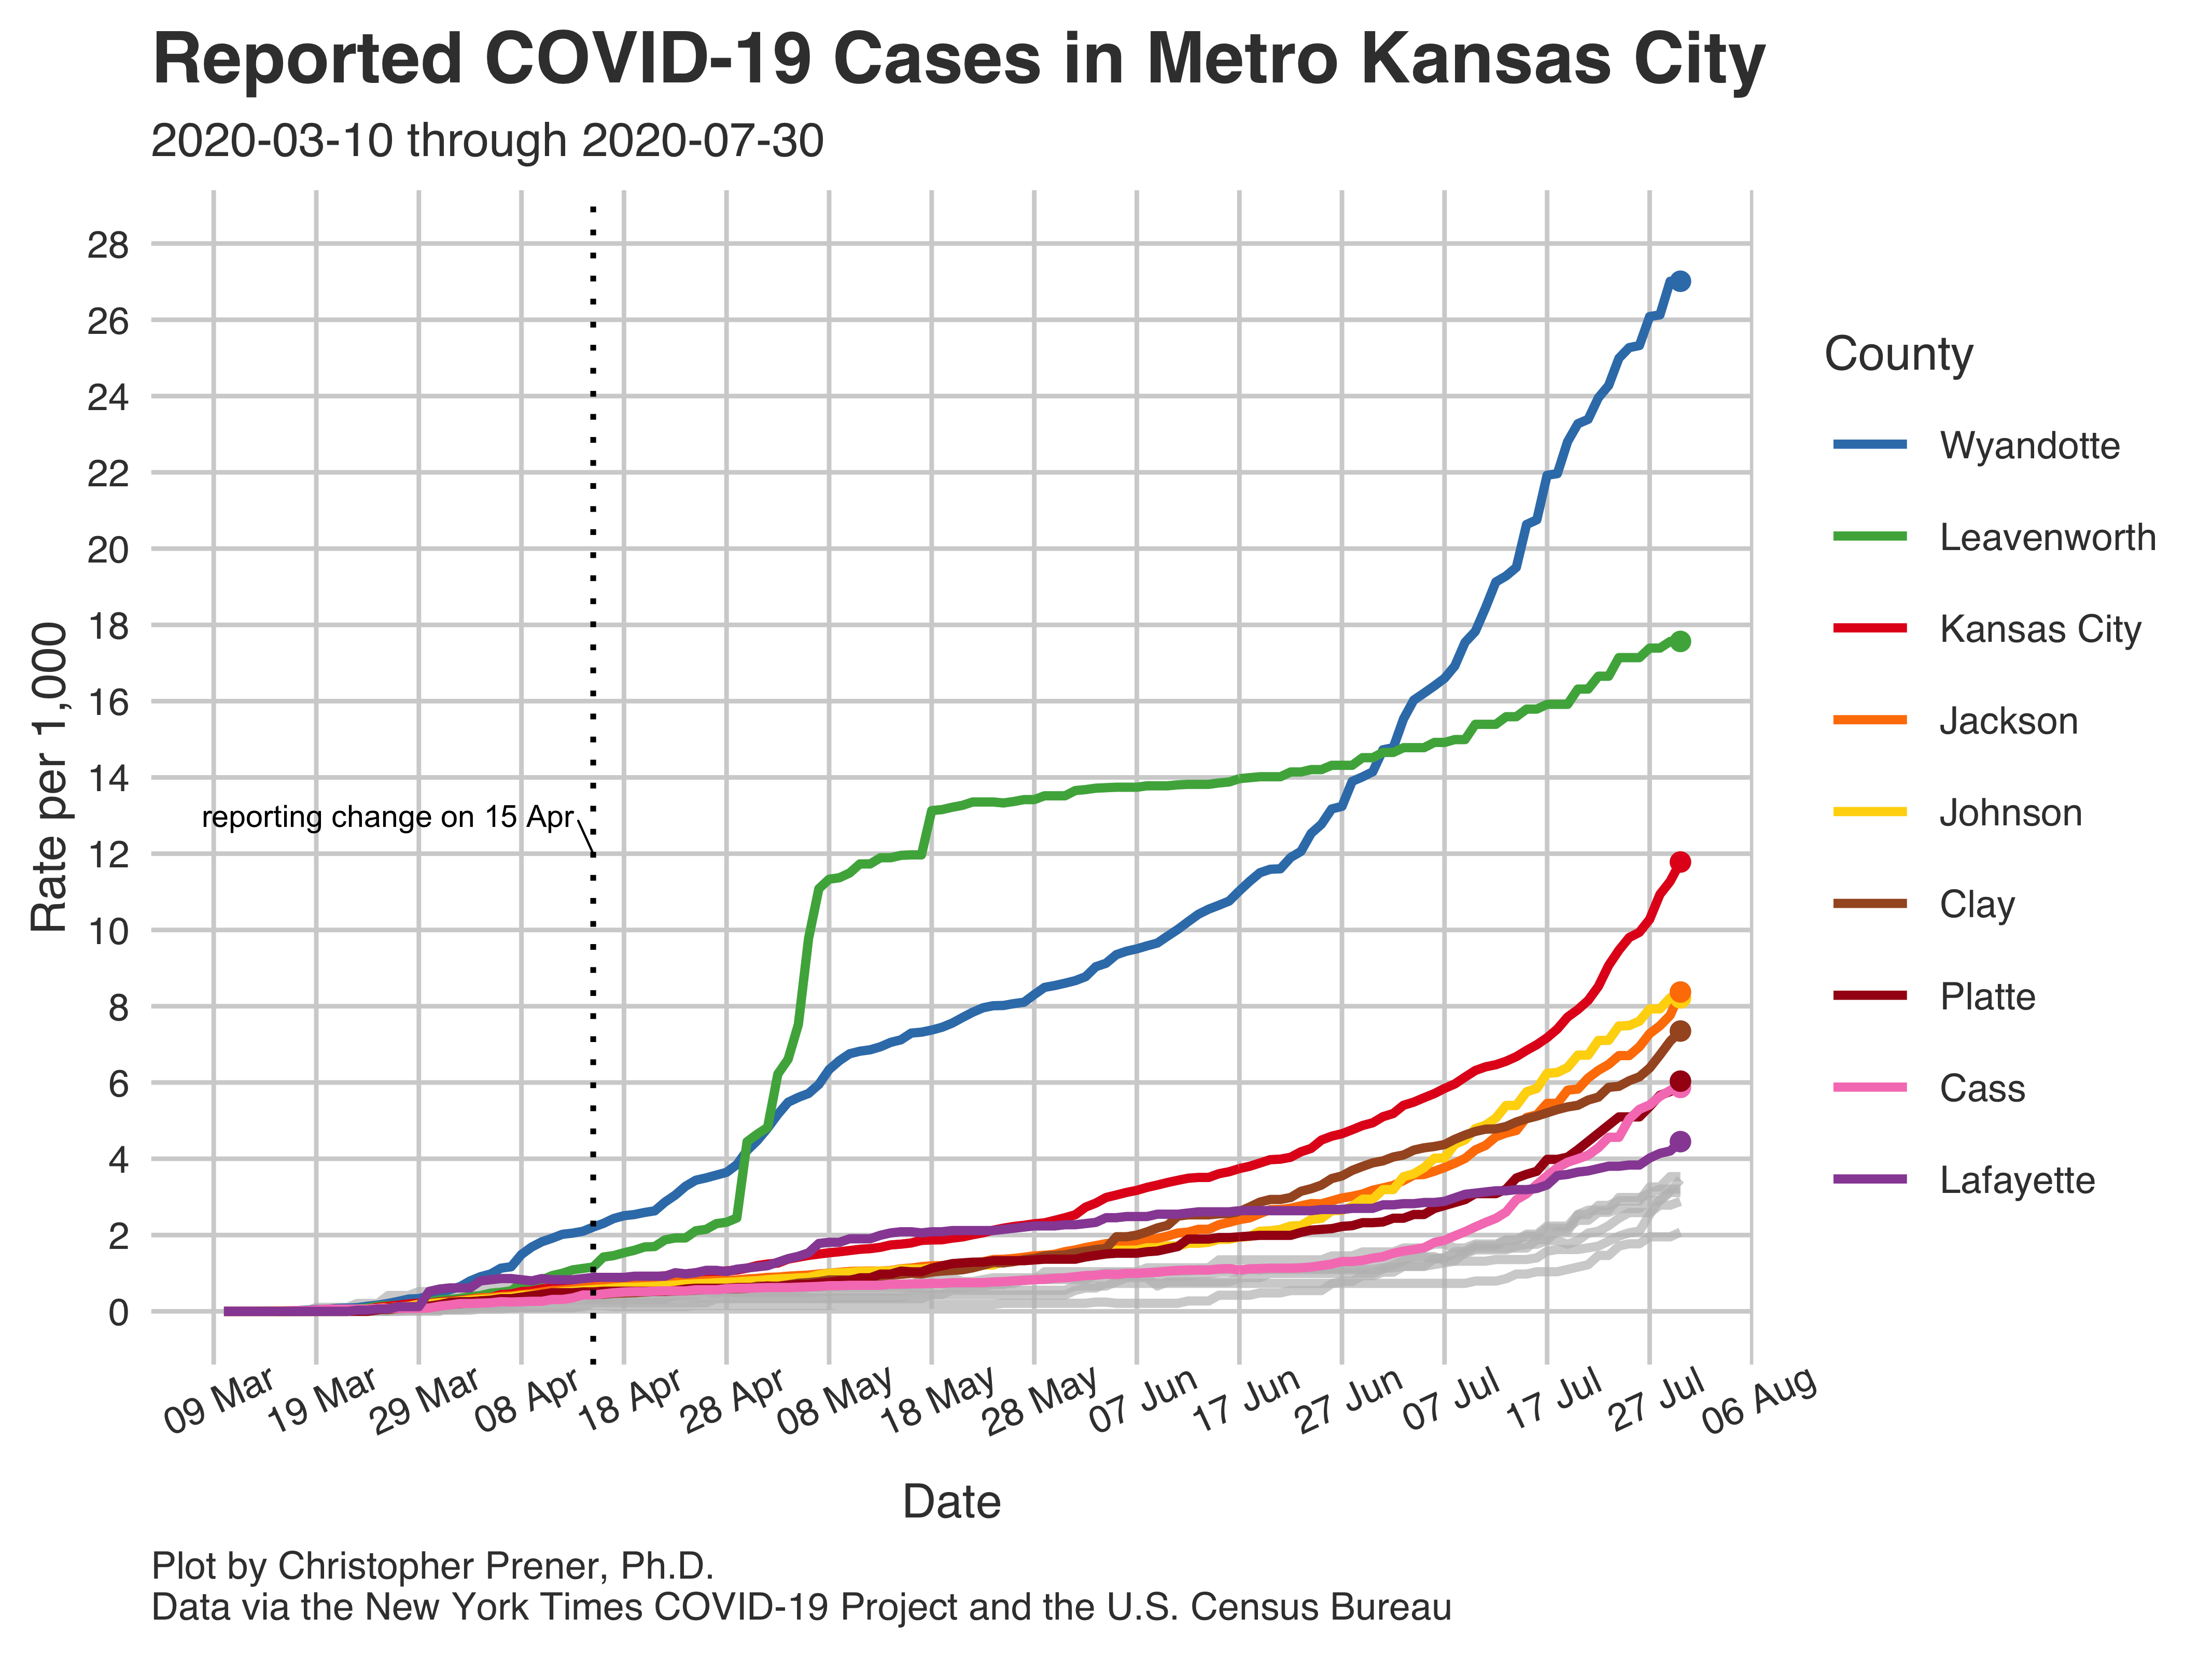 Reported COVID-19 Cases in Metro Kansas City
2020-03-10 through 2020-07-30
28
26
24
22
20
18
16
14
12
10
8
6
4
2
0
Rate per 1,000
reporting change on 15 Apr
09 Mar
19 Mar
29 Mar
08 Apr
18 Apr
28 Apr
08 May
18 May
28 May
07 Jun
17 Jun
27 Jun
07 Jul
17 Jul
27 Jul
06 Aug
Date
County
Wyandotte
Leavenworth
Kansas City
Jackson
Johnson
Clay
Platte
Cass
Lafayette
Plot by Christopher Prener, Ph.D.
Data via the New York Times COVID-19 Project and the U.S. Census Bureau